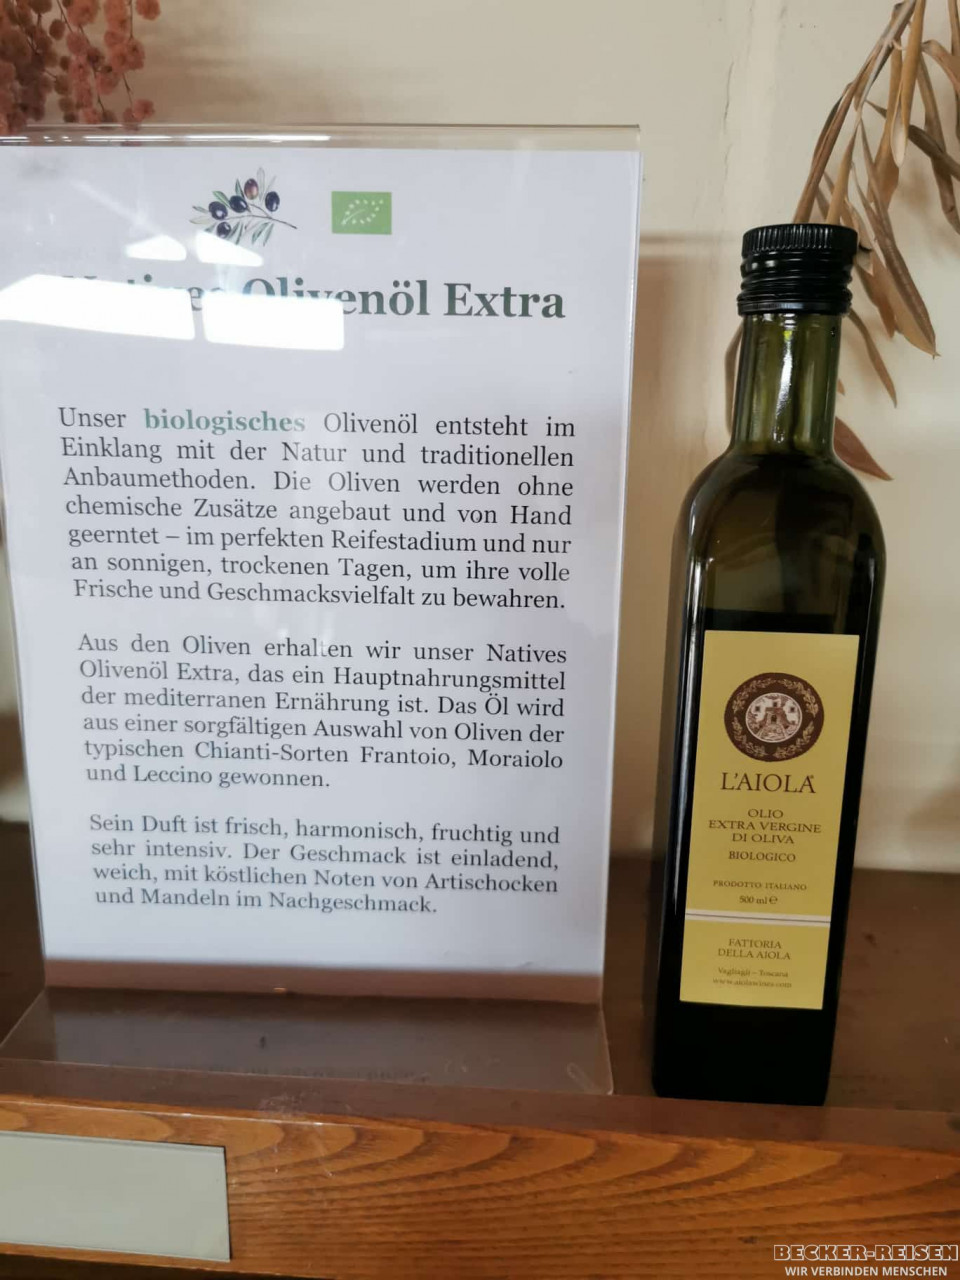 Natives Olivenöl Extra
Unser biologisches Olivenöl entsteht im
Einklang mit der Natur und traditionellen
Anbaumethoden. Die Oliven werden ohne
chemische Zusätze angebaut und von Hand
geerntet – im perfekten Reifestadium und nur
an sonnigen, trockenen Tagen, um ihre volle
Frische und Geschmacksvielfalt zu bewahren.
Aus den Oliven erhalten wir unser Natives
Olivenöl Extra, das ein Hauptnahrungsmittel
der mediterranen Ernährung ist. Das Öl wird
aus einer sorgfältigen Auswahl von Oliven der
typischen Chianti-Sorten Frantoio, Moraiolo
und Leccino gewonnen.
Sein Duft ist frisch, harmonisch, fruchtig und
sehr intensiv. Der Geschmack ist einladend,
weich, mit köstlichen Noten von Artischocken
und Mandeln im Nachgeschmack.
L'AIOLA
OLIO
EXTRA VERGINE
DI OLIVA
BIOLOGICO
PRODOTTO ITALIANO
500 ml ℮
FATTORIA
DELLA AIOLA
Vagliagli – Toscana
www.aiolawines.com
BECKER-REISEN
WIR VERBINDEN MENSCHEN